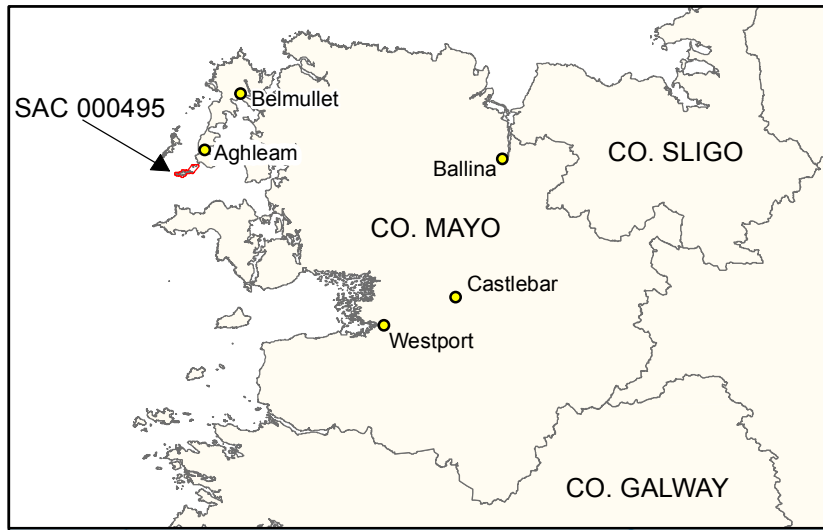 Belmullet
SAC 000495
Aghleam
Ballina
CO. SLIGO
CO. MAYO
Castlebar
Westport
CO. GALWAY